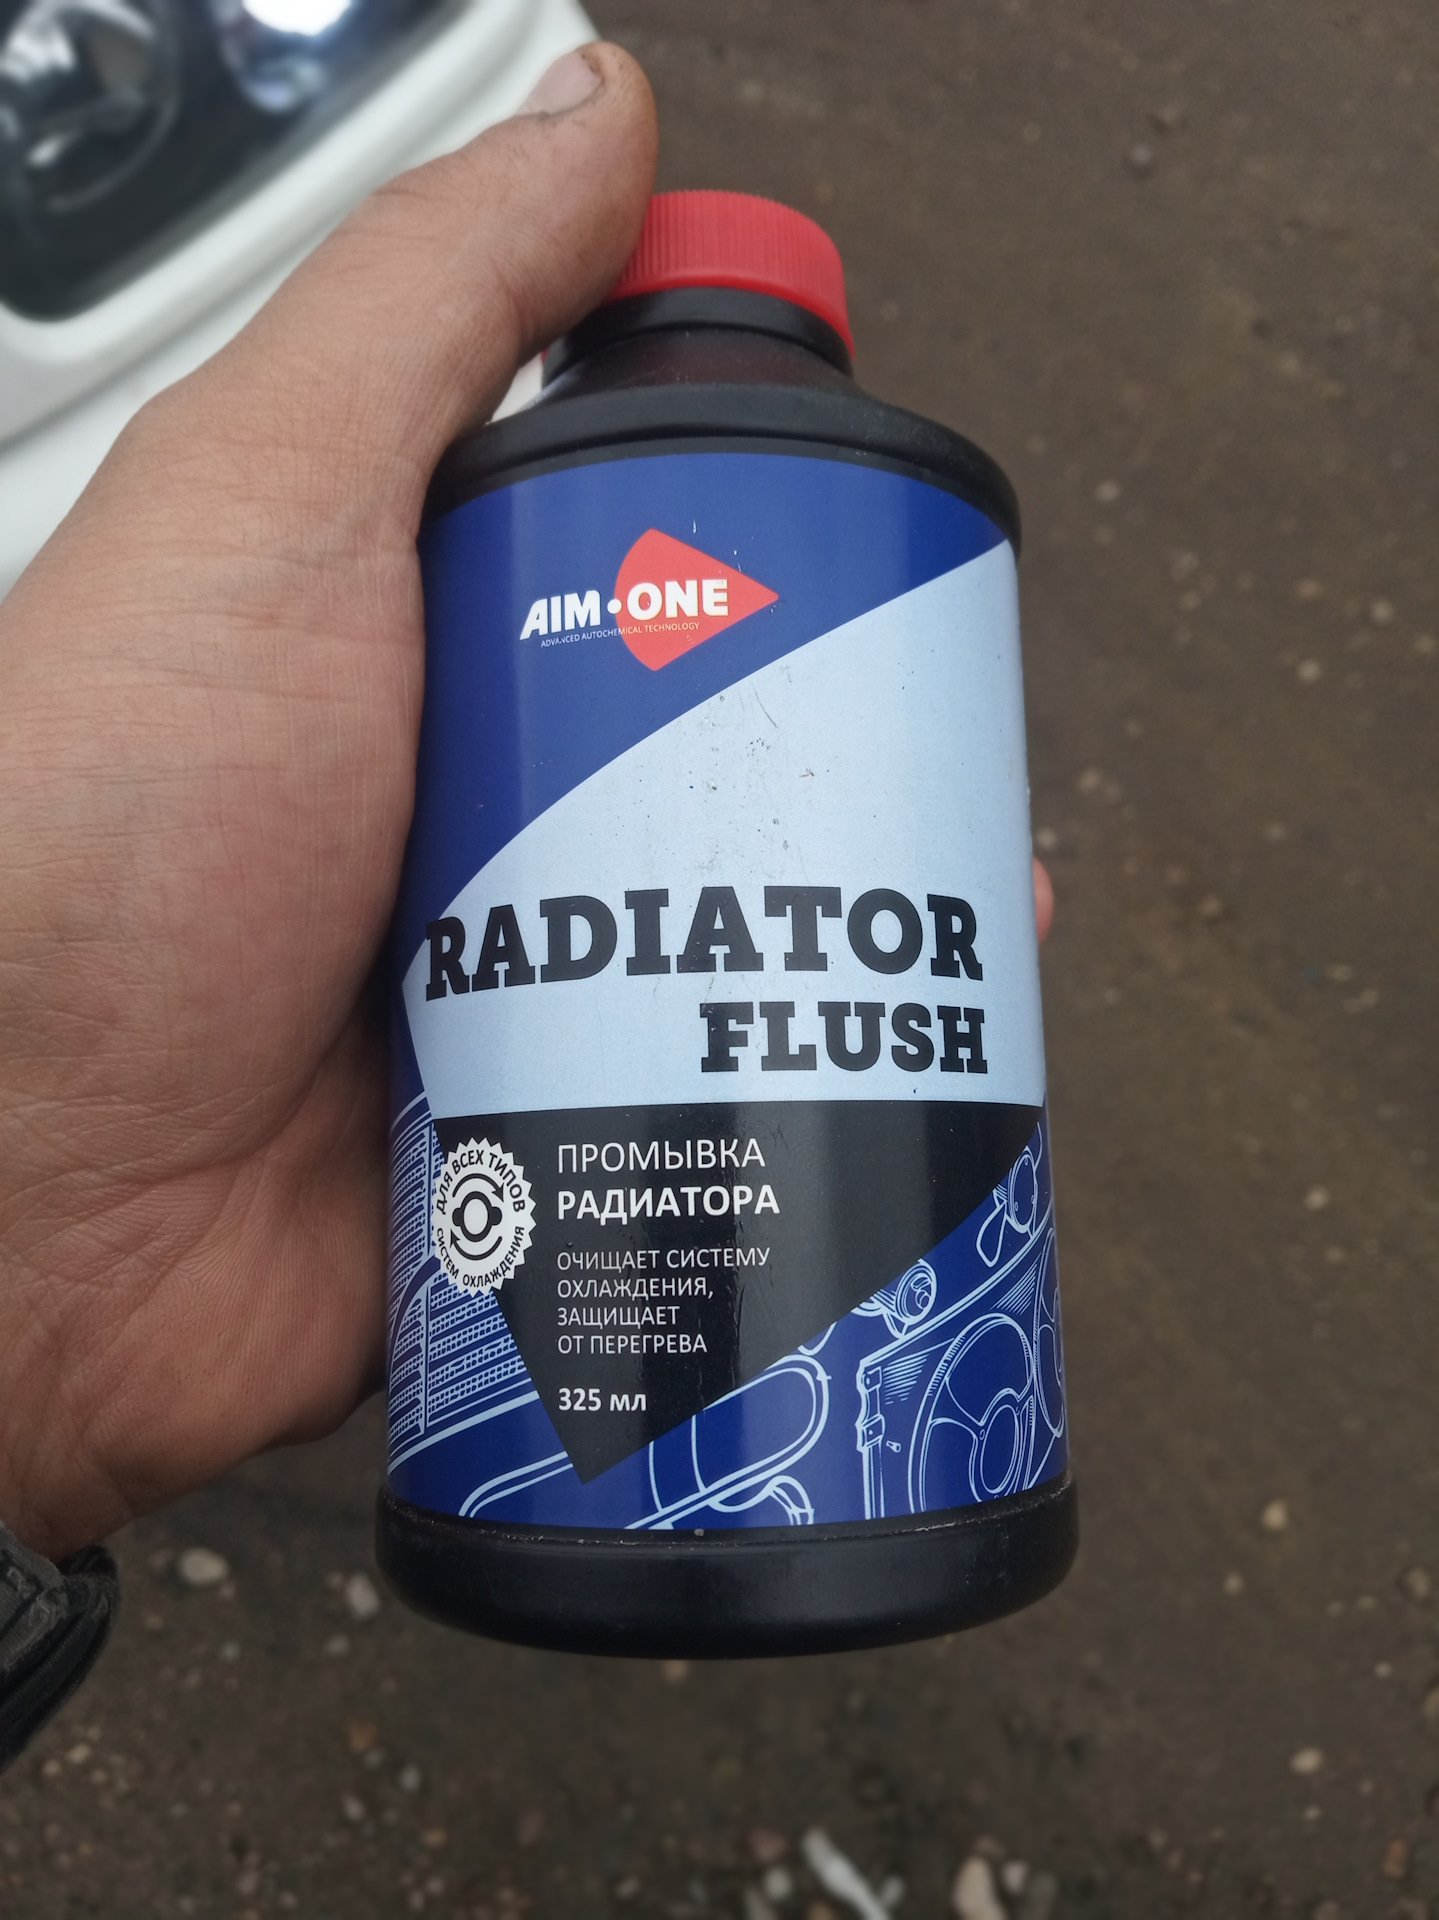 AIM•ONE
ADVANCED AUTOCHEMICAL TECHNOLOGY
RADIATOR
FLUSH
ДЛЯ ВСЕХ ТИПОВ
СИСТЕМ ОХЛАЖДЕНИЯ
ПРОМЫВКА
РАДИАТОРА
ОЧИЩАЕТ СИСТЕМУ
ОХЛАЖДЕНИЯ,
ЗАЩИЩАЕТ
ОТ ПЕРЕГРЕВА
325 мл